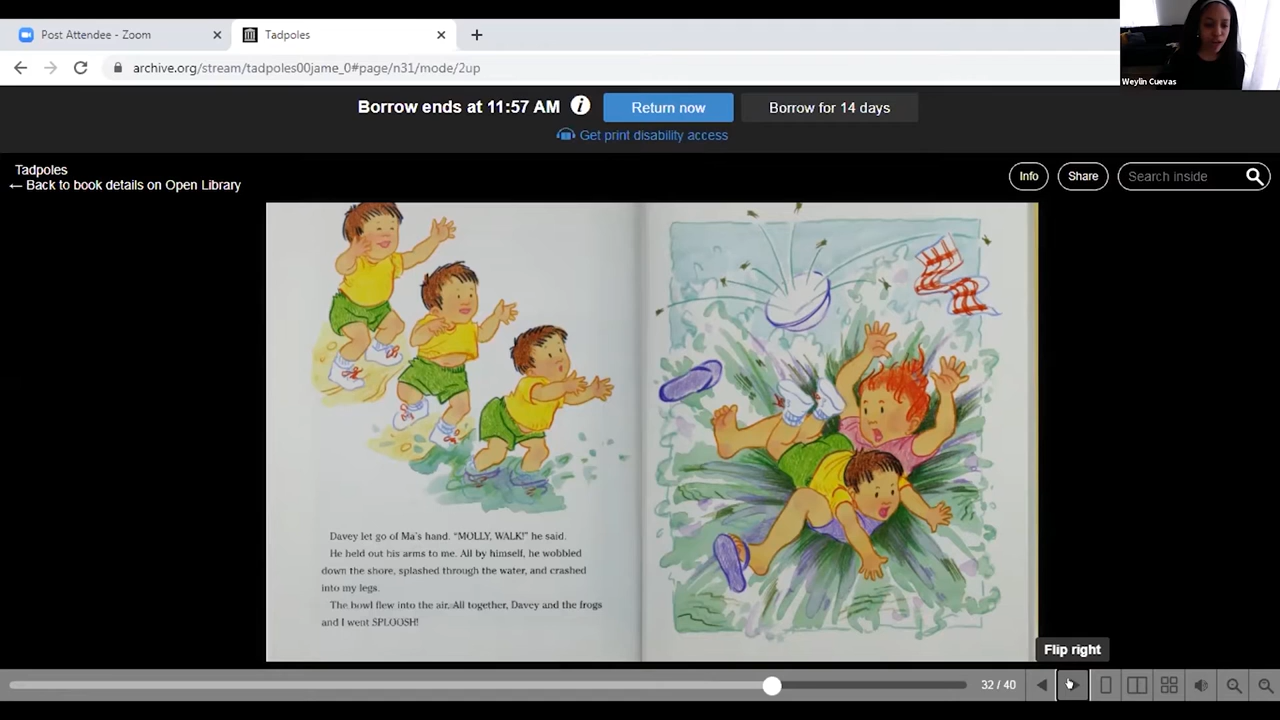 Post Attendee - Zoom
Tadpoles
archive.org/stream/tadpoles00jame_0#page/n31/mode/2up
Weylin Cuevas
Borrow ends at 11:57 AM
Return now
Borrow for 14 days
Get print disability access
Tadpoles
← Back to book details on Open Library
Info
Share
Search inside
Davey let go of Ma's hand. "MOLLY, WALK!" he said.
He held out his arms to me. All by himself, he wobbled
down the shore, splashed through the water, and crashed
into my legs.
The bowl flew into the air. All together, Davey and the frogs
and I went SPLOOSH!
Flip right
32 / 40